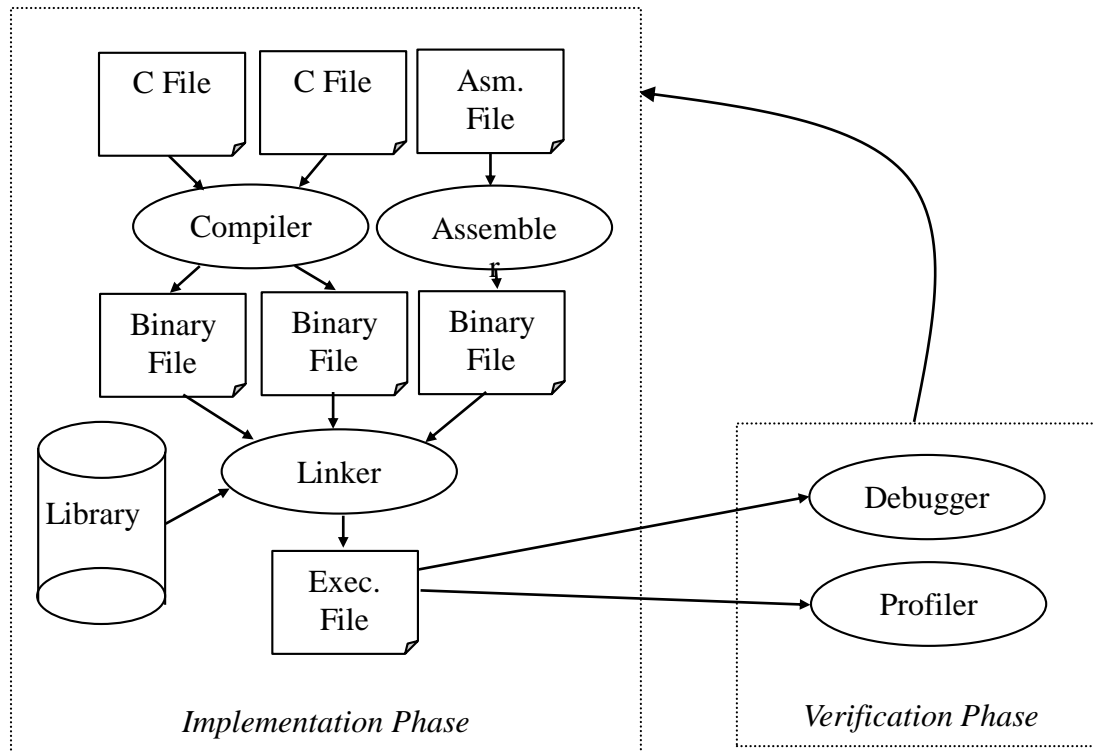 C File
C File
Asm.
File
Compiler
Assemble
r
Binary
File
Binary
File
Binary
File
Library
Linker
Debugger
Exec.
File
Profiler
Implementation Phase
Verification Phase